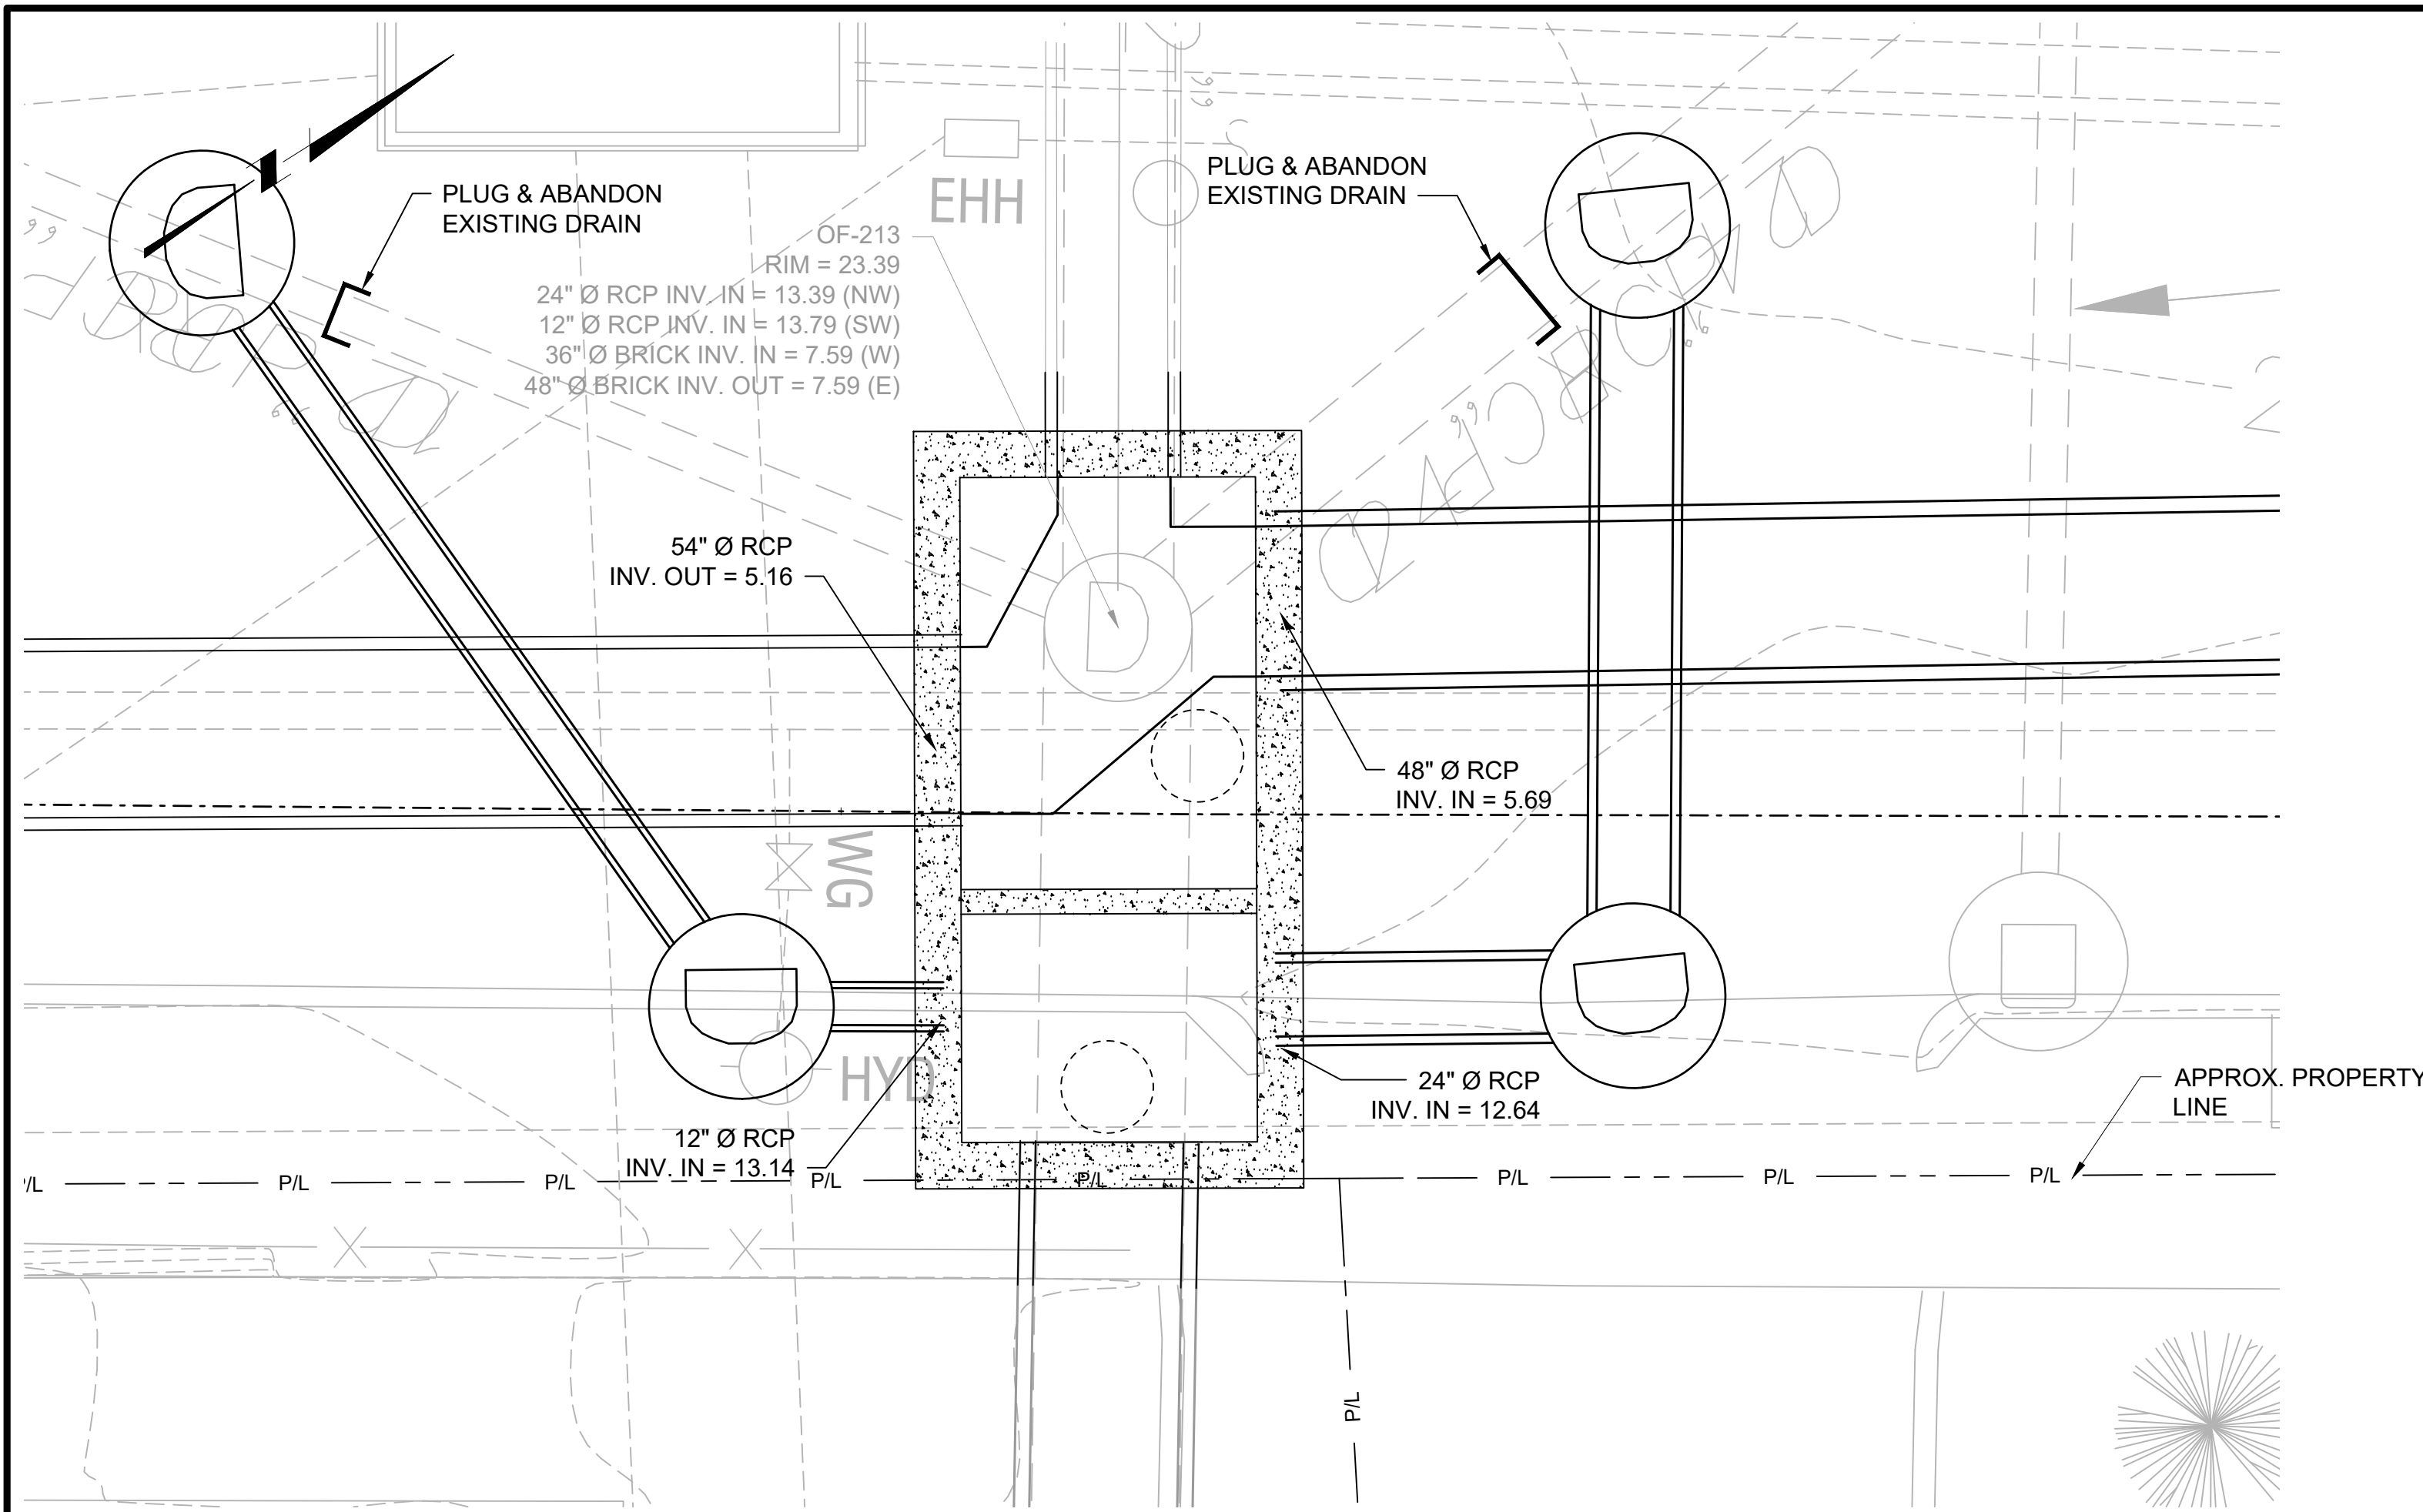 PLUG & ABANDON
EXISTING DRAIN
PLUG & ABANDON
EXISTING DRAIN
EHH
OF-213
RIM = 23.39
24" Ø RCP INV. IN = 13.39 (NW)
12" Ø RCP INV. IN = 13.79 (SW)
36" Ø BRICK INV. IN = 7.59 (W)
48" Ø BRICK INV. OUT = 7.59 (E)
54" Ø RCP
INV. OUT = 5.16
48" Ø RCP
INV. IN = 5.69
WG
HYD
24" Ø RCP
INV. IN = 12.64
APPROX. PROPERTY
LINE
12" Ø RCP
INV. IN = 13.14
P/L
P/L
P/L
P/L
P/L
P/L
P/L
P/L
P/L
D